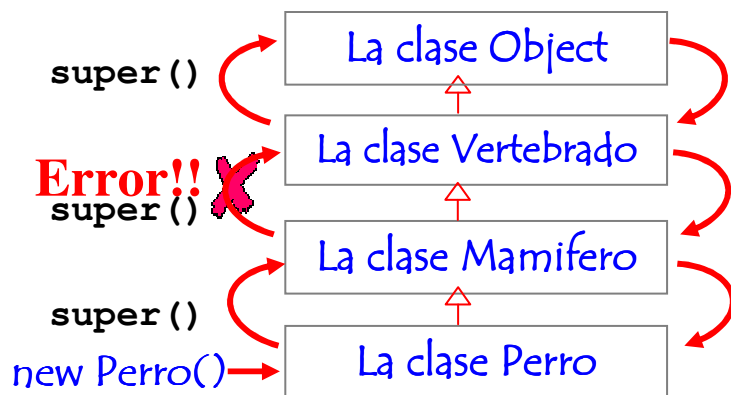 La clase Object
super()
La clase Vertebrado
Error!!
super()
La clase Mamifero
super()
La clase Perro
new Perro()